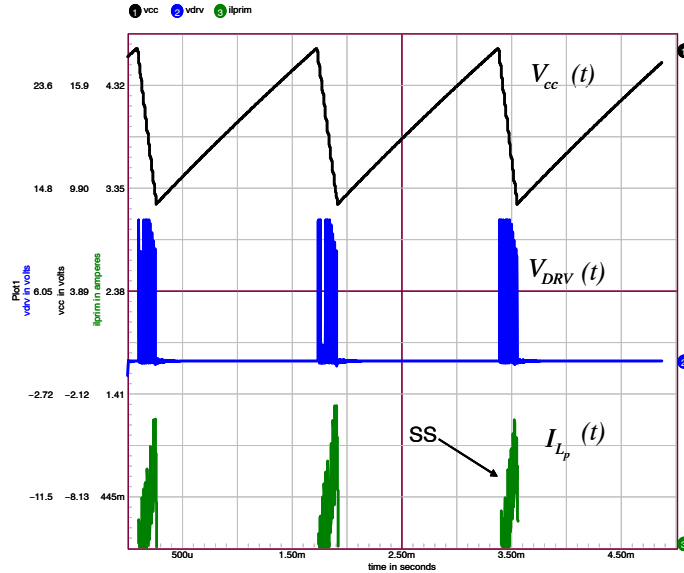 1 vcc 2 vdrv 3 ilprim
1
V_cc (t)
23.6 15.9 4.32
14.8 9.90 3.35
V_DRV (t)
Plot1
vdrv in volts
vcc in volts
ilprim in amperes
6.05 3.89 2.38
2
-2.72 -2.12 1.41
SS
I_Lp (t)
-11.5 -8.13 445m
3
500u 1.50m 2.50m 3.50m 4.50m
time in seconds